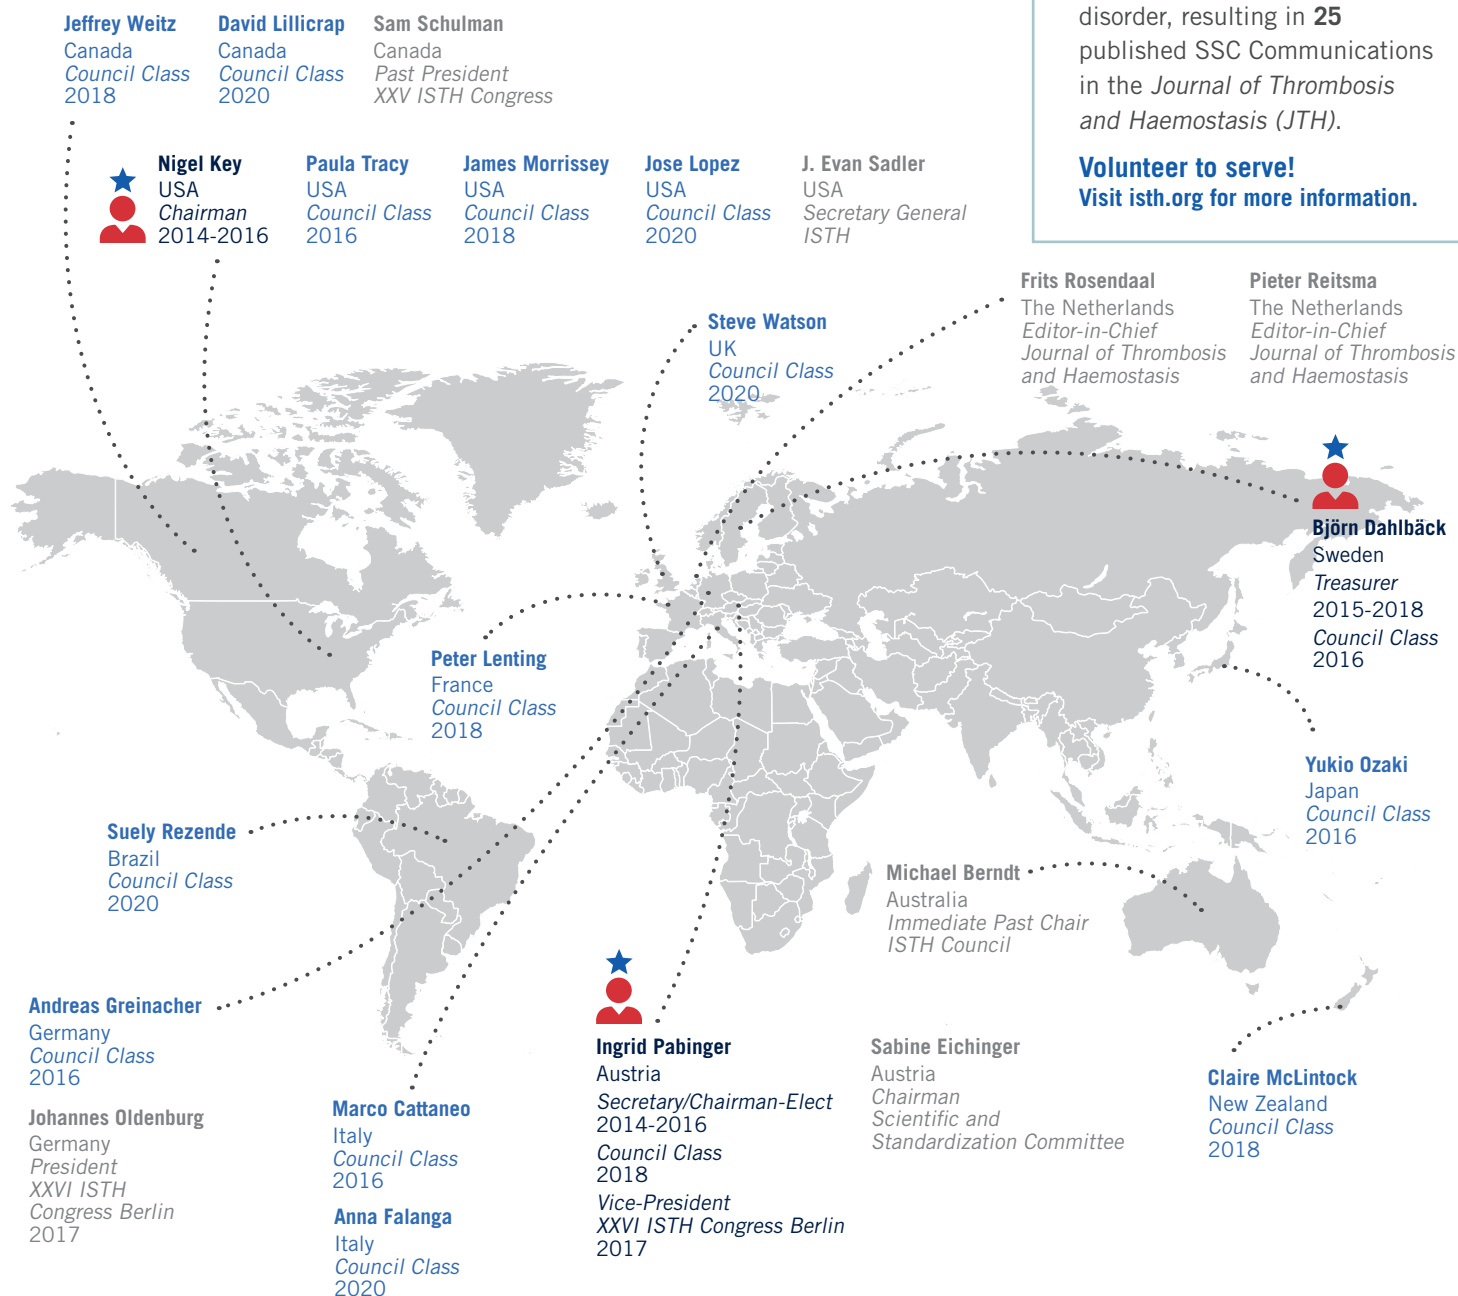 Jeffrey Weitz
Canada
Council Class
2018
David Lillicrap
Canada
Council Class
2020
Sam Schulman
Canada
Past President
XXV ISTH Congress
disorder, resulting in 25
published SSC Communications
in the Journal of Thrombosis
and Haemostasis (JTH).
Volunteer to serve!
Visit isth.org for more information.
Nigel Key
USA
Chairman
2014-2016
Paula Tracy
USA
Council Class
2016
James Morrissey
USA
Council Class
2018
Jose Lopez
USA
Council Class
2020
J. Evan Sadler
USA
Secretary General
ISTH
Frits Rosendaal
The Netherlands
Editor-in-Chief
Journal of Thrombosis
and Haemostasis
Pieter Reitsma
The Netherlands
Editor-in-Chief
Journal of Thrombosis
and Haemostasis
Steve Watson
UK
Council Class
2020
Björn Dahlbäck
Sweden
Treasurer
2015-2018
Council Class
2016
Peter Lenting
France
Council Class
2018
Yukio Ozaki
Japan
Council Class
2016
Suely Rezende
Brazil
Council Class
2020
Michael Berndt
Australia
Immediate Past Chair
ISTH Council
Andreas Greinacher
Germany
Council Class
2016
Johannes Oldenburg
Germany
President
XXVI ISTH
Congress Berlin
2017
Marco Cattaneo
Italy
Council Class
2016
Anna Falanga
Italy
Council Class
2020
Ingrid Pabinger
Austria
Secretary/Chairman-Elect
2014-2016
Council Class
2018
Vice-President
XXVI ISTH Congress Berlin
2017
Sabine Eichinger
Austria
Chairman
Scientific and
Standardization Committee
Claire McLintock
New Zealand
Council Class
2018